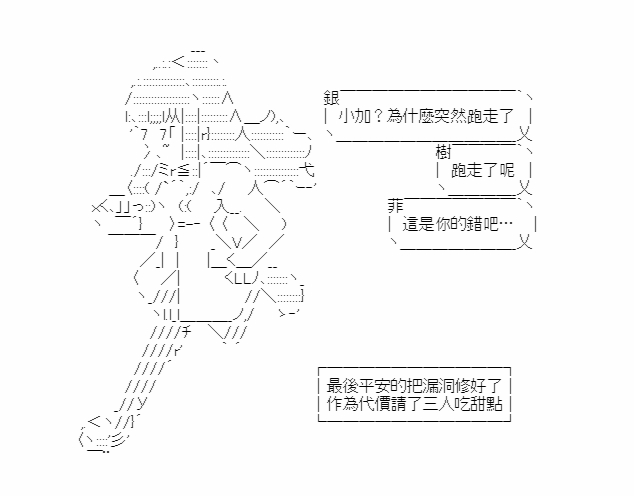 銀
小加？為什麼突然跑走了
樹
跑走了呢
菲
這是你的錯吧…
最後平安的把漏洞修好了
作為代價請了三人吃甜點